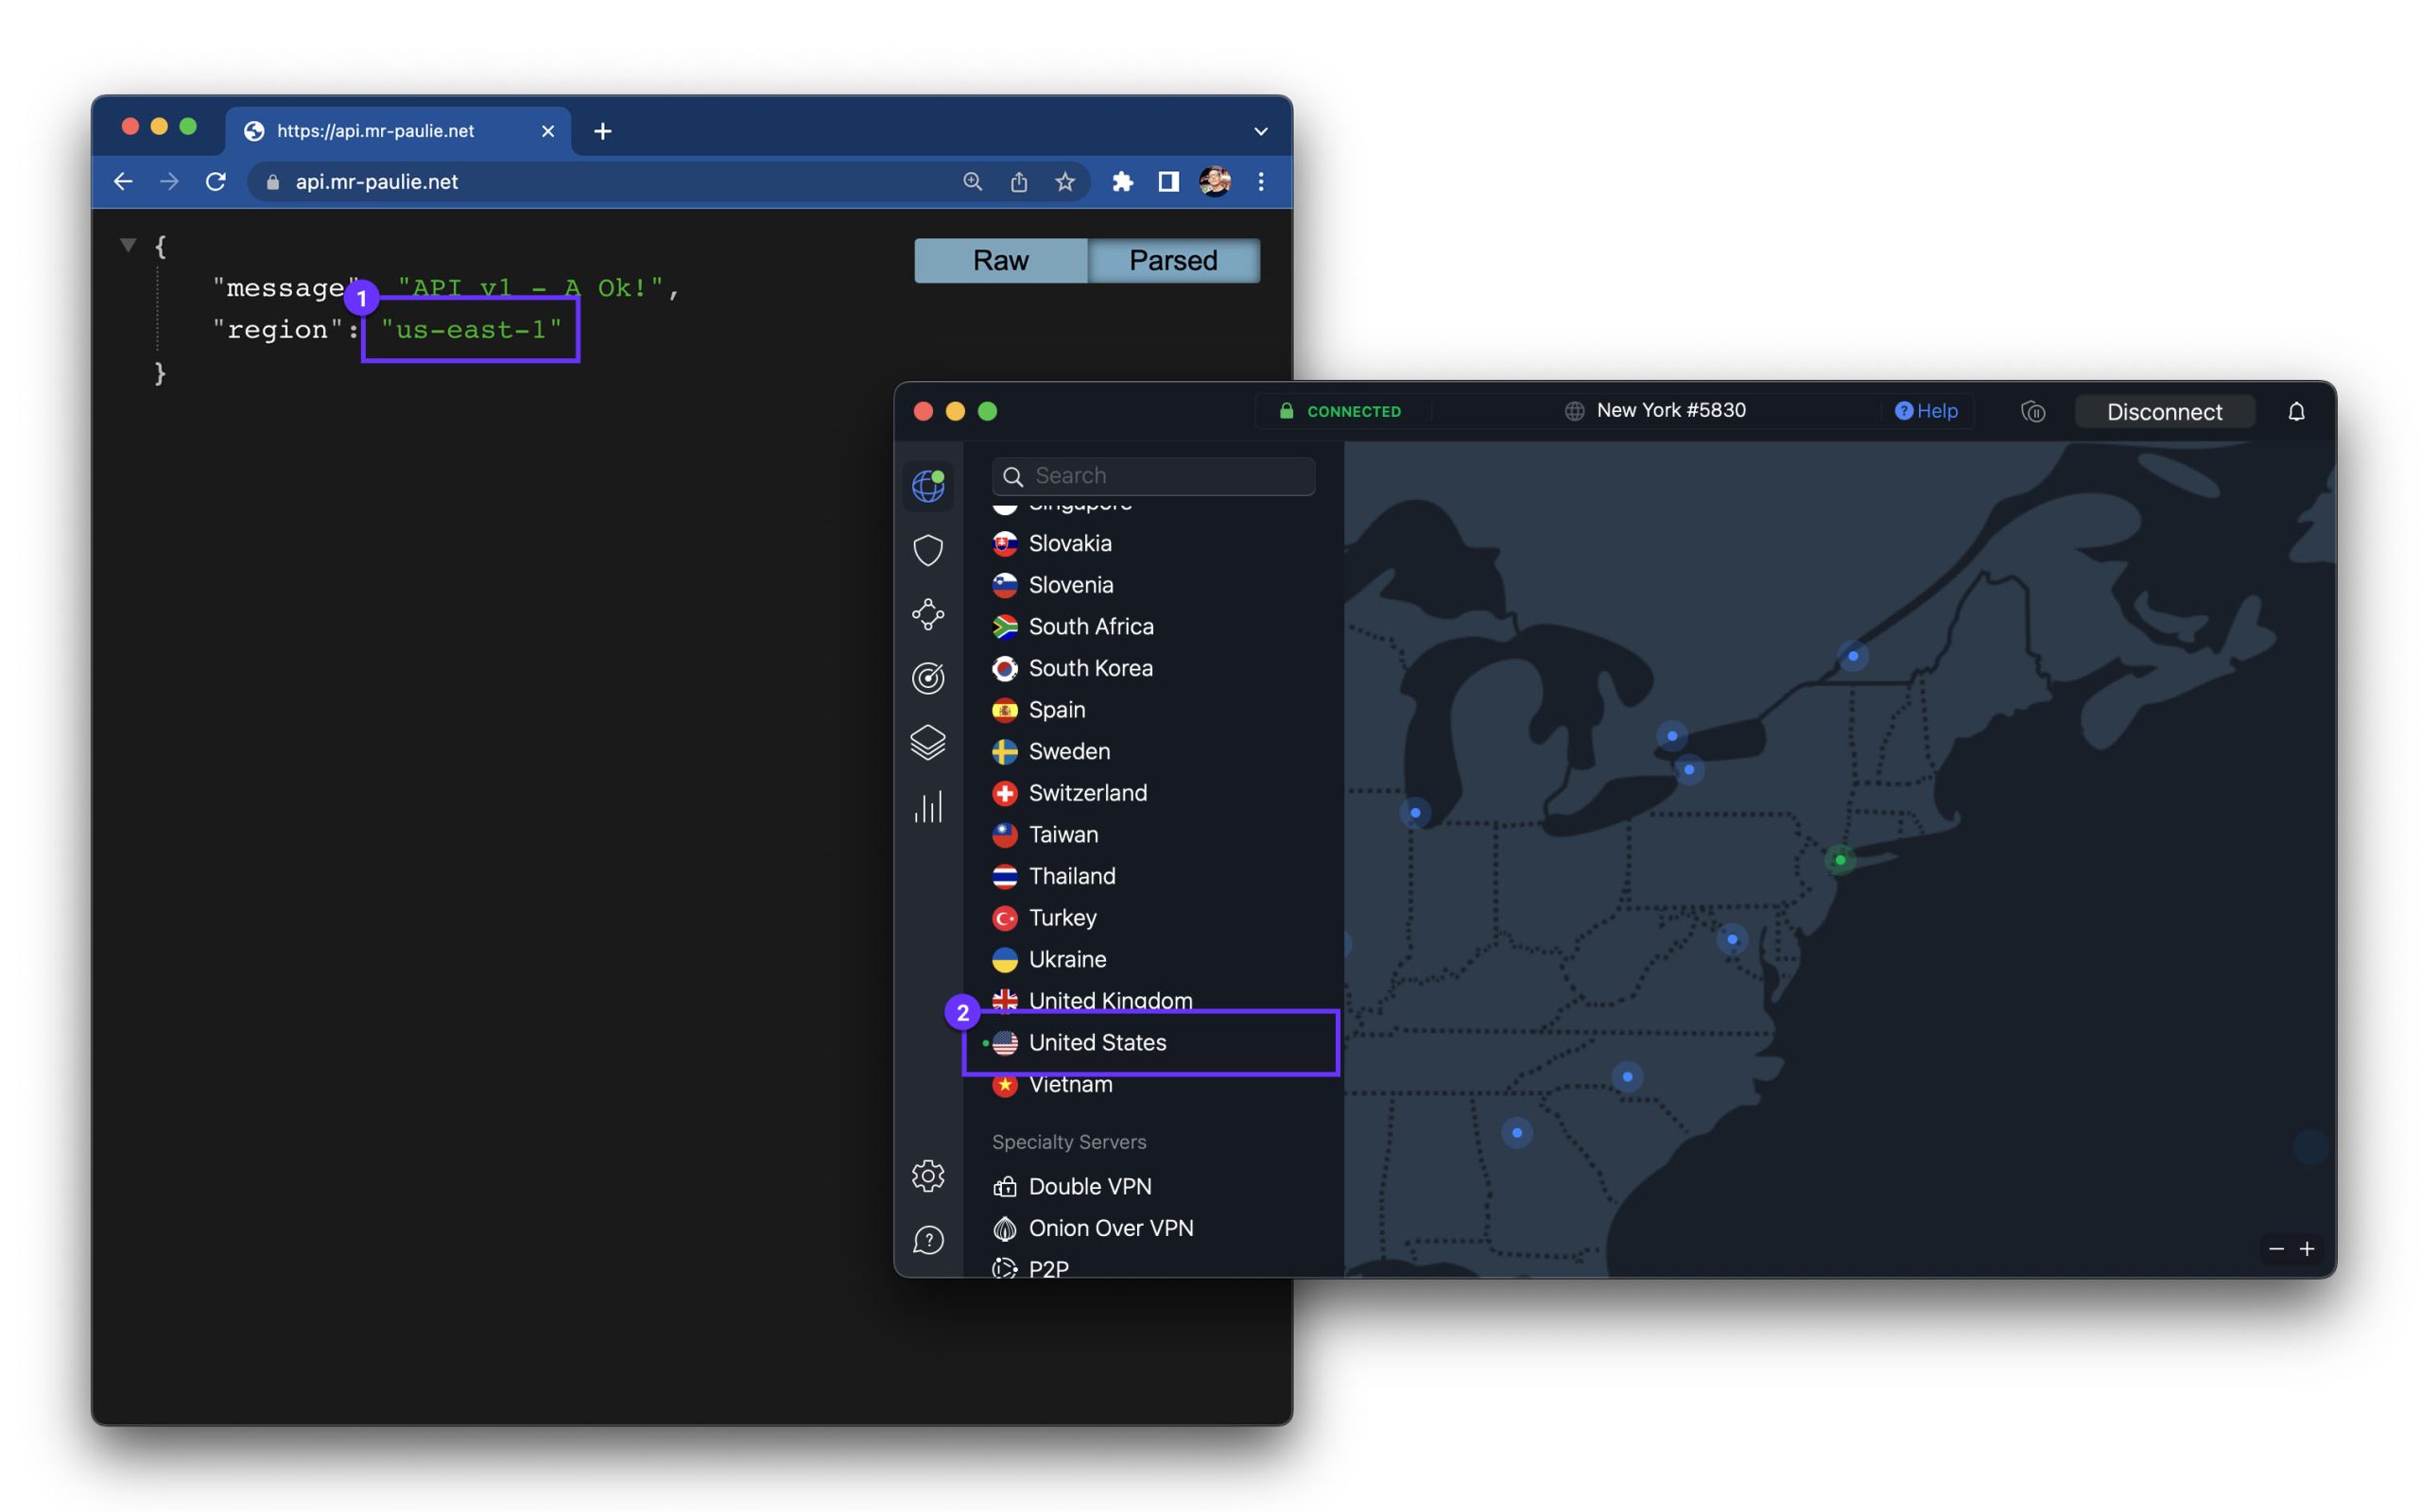 https://api.mr-paulie.net
api.mr-paulie.net
{
"message": "API v1 - A Ok!",
1
"region": "us-east-1"
}
Raw
Parsed
CONNECTED
New York #5830
? Help
Disconnect
Search
Singapore
Slovakia
Slovenia
South Africa
South Korea
Spain
Sweden
Switzerland
Taiwan
Thailand
Turkey
Ukraine
United Kingdom
2
United States
Vietnam
Specialty Servers
Double VPN
Onion Over VPN
P2P